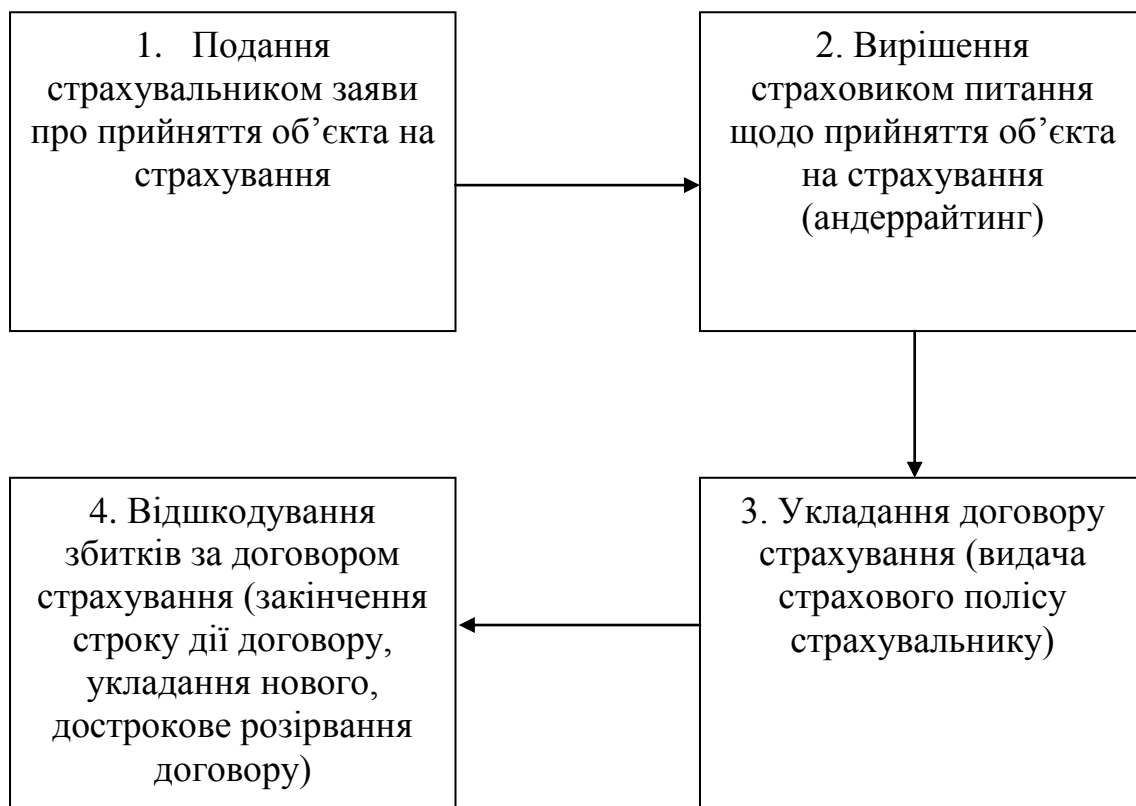 1. Подання
страхувальником заяви
про прийняття об’єкта на
страхування
2. Вирішення
страховиком питання
щодо прийняття об’єкта
на страхування
(андеррайтинг)
3. Укладання договору
страхування (видача
страхового полісу
страхувальнику)
4. Відшкодування
збитків за договором
страхування (закінчення
строку дії договору,
укладання нового,
дострокове розірвання
договору)